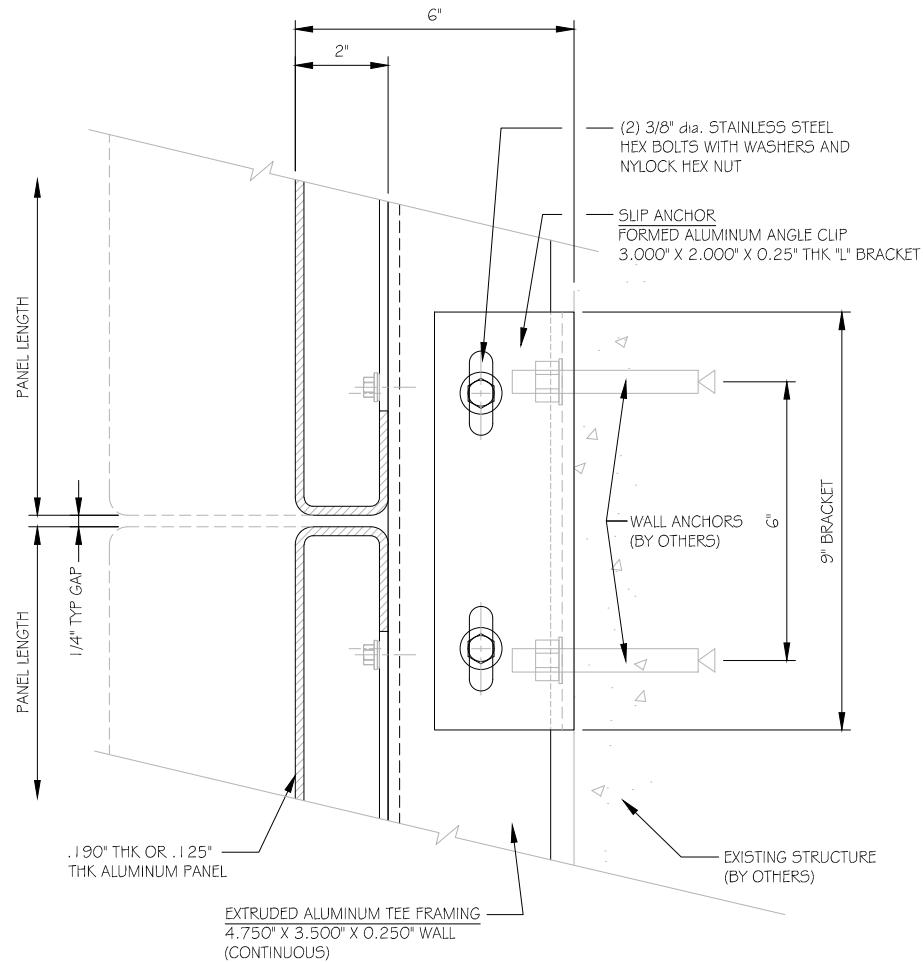 6"
2"
(2) 3/8" dia. STAINLESS STEEL
HEX BOLTS WITH WASHERS AND
NYLOCK HEX NUT
SLIP ANCHOR
FORMED ALUMINUM ANGLE CLIP
3.000" X 2.000" X 0.25" THK "L" BRACKET
PANEL LENGTH
1/4" TYP GAP
PANEL LENGTH
WALL ANCHORS
(BY OTHERS)
6"
9" BRACKET
.190" THK OR .125"
THK ALUMINUM PANEL
EXISTING STRUCTURE
(BY OTHERS)
EXTRUDED ALUMINUM TEE FRAMING
4.750" X 3.500" X 0.250" WALL
(CONTINUOUS)